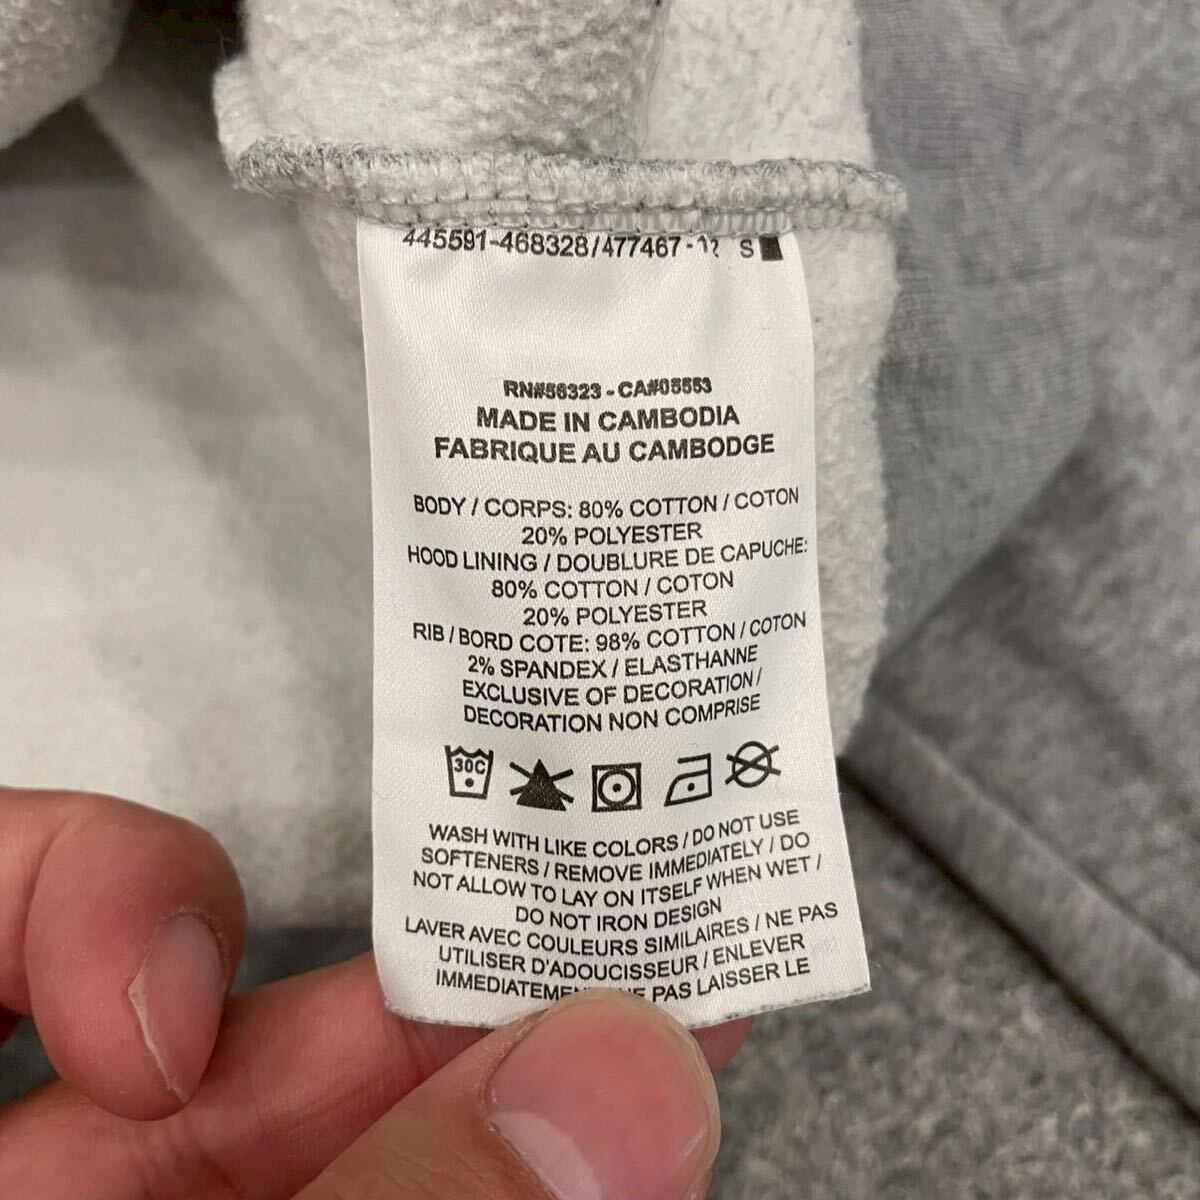 445591-468328/477467-12 S
RN#56323 - CA#05553
MADE IN CAMBODIA
FABRIQUE AU CAMBODGE
BODY / CORPS: 80% COTTON / COTON
20% POLYESTER
HOOD LINING / DOUBLURE DE CAPUCHE:
80% COTTON / COTON
20% POLYESTER
RIB / BORD COTE: 98% COTTON / COTON
2% SPANDEX / ELASTHANNE
EXCLUSIVE OF DECORATION /
DECORATION NON COMPRISE
30C
WASH WITH LIKE COLORS / DO NOT USE
SOFTENERS / REMOVE IMMEDIATELY / DO
NOT ALLOW TO LAY ON ITSELF WHEN WET /
DO NOT IRON DESIGN
LAVER AVEC COULEURS SIMILAIRES / NE PAS
UTILISER D'ADOUCISSEUR / ENLEVER
PAS LAISSER LE